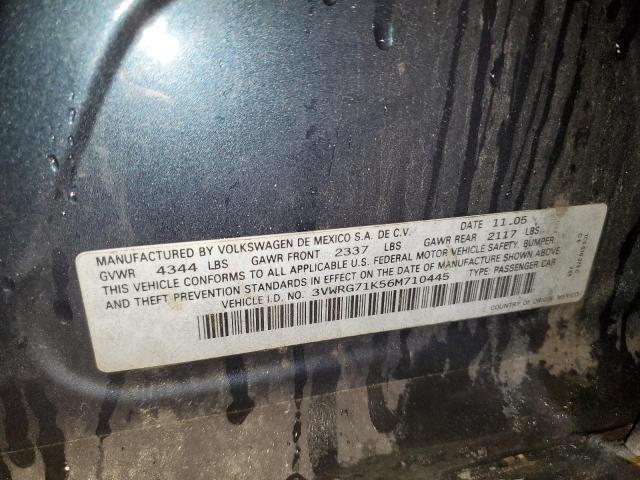 MANUFACTURED BY VOLKSWAGEN DE MEXICO S.A. DE C.V. DATE 11.05
GVWR 4344 LBS GAWR FRONT 2337 LBS GAWR REAR 2117 LBS
THIS VEHICLE CONFORMS TO ALL APPLICABLE U.S. FEDERAL MOTOR VEHICLE SAFETY, BUMPER
AND THEFT PREVENTION STANDARDS IN EFFECT ON THE DATE OF MANUFACTURE SHOWN ABOVE.
VEHICLE I.D. NO. 3VWRG71K56M710445 TYPE: PASSENGER CAR
COUNTRY OF ORIGIN: MEXICO